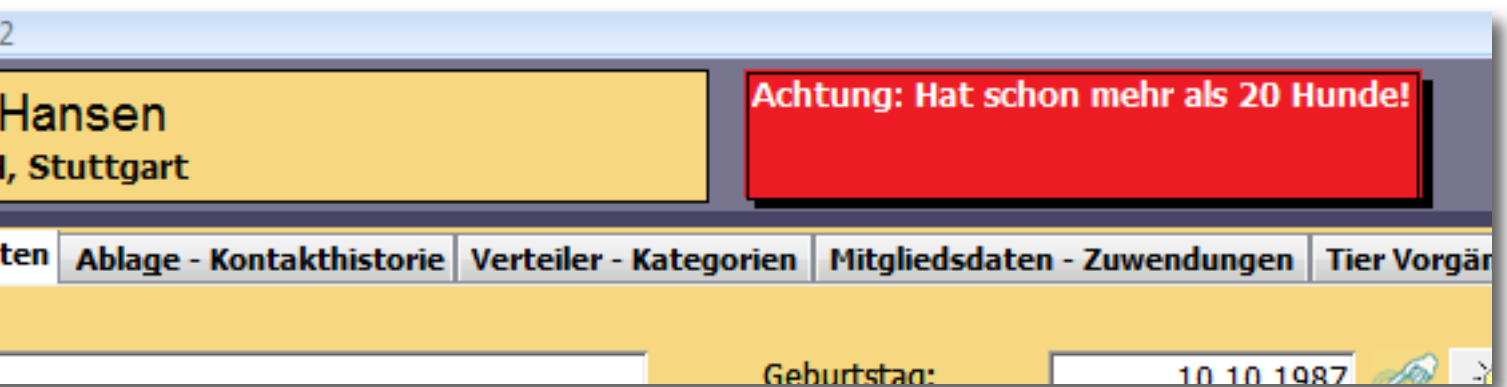 2
Hansen
, Stuttgart
Achtung: Hat schon mehr als 20 Hunde!
ten Ablage - Kontakthistorie Verteiler - Kategorien Mitgliedsdaten - Zuwendungen Tier Vorgän
Geburtstag: 10.10.1987